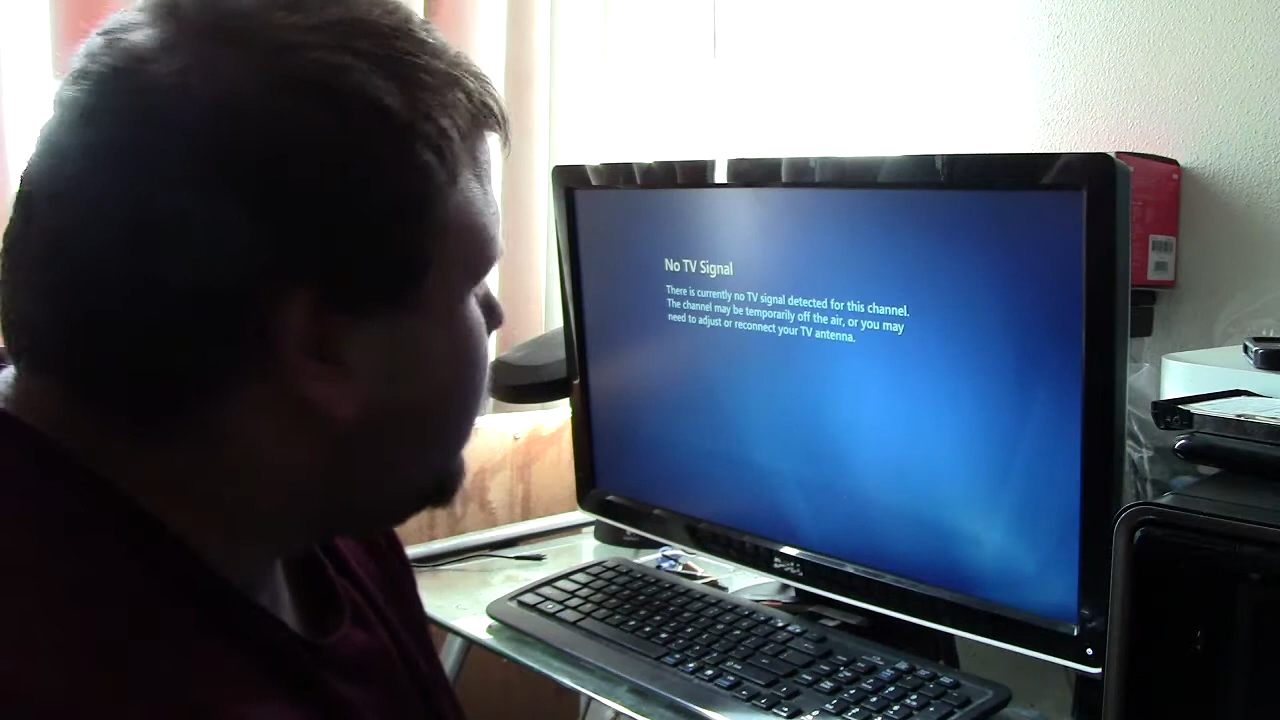 No TV Signal
There is currently no TV signal detected for this channel.
The channel may be temporarily off the air, or you may
need to adjust or reconnect your TV antenna.
DELL